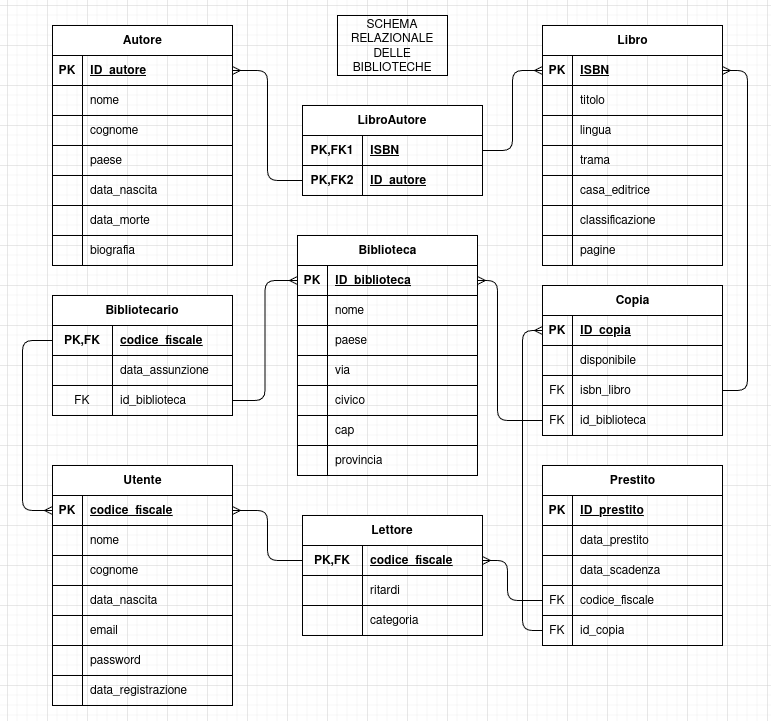 SCHEMA
RELAZIONALE
DELLE
BIBLIOTECHE
Autore
PK ID_autore
nome
cognome
paese
data_nascita
data_morte
biografia
LibroAutore
PK,FK1 ISBN
PK,FK2 ID_autore
Libro
PK ISBN
titolo
lingua
trama
casa_editrice
classificazione
pagine
Bibliotecario
PK,FK codice_fiscale
data_assunzione
FK id_biblioteca
Biblioteca
PK ID_biblioteca
nome
paese
via
civico
cap
provincia
Copia
PK ID_copia
disponibile
FK isbn_libro
FK id_biblioteca
Utente
PK codice_fiscale
nome
cognome
data_nascita
email
password
data_registrazione
Lettore
PK,FK codice_fiscale
ritardi
categoria
Prestito
PK ID_prestito
data_prestito
data_scadenza
FK codice_fiscale
FK id_copia